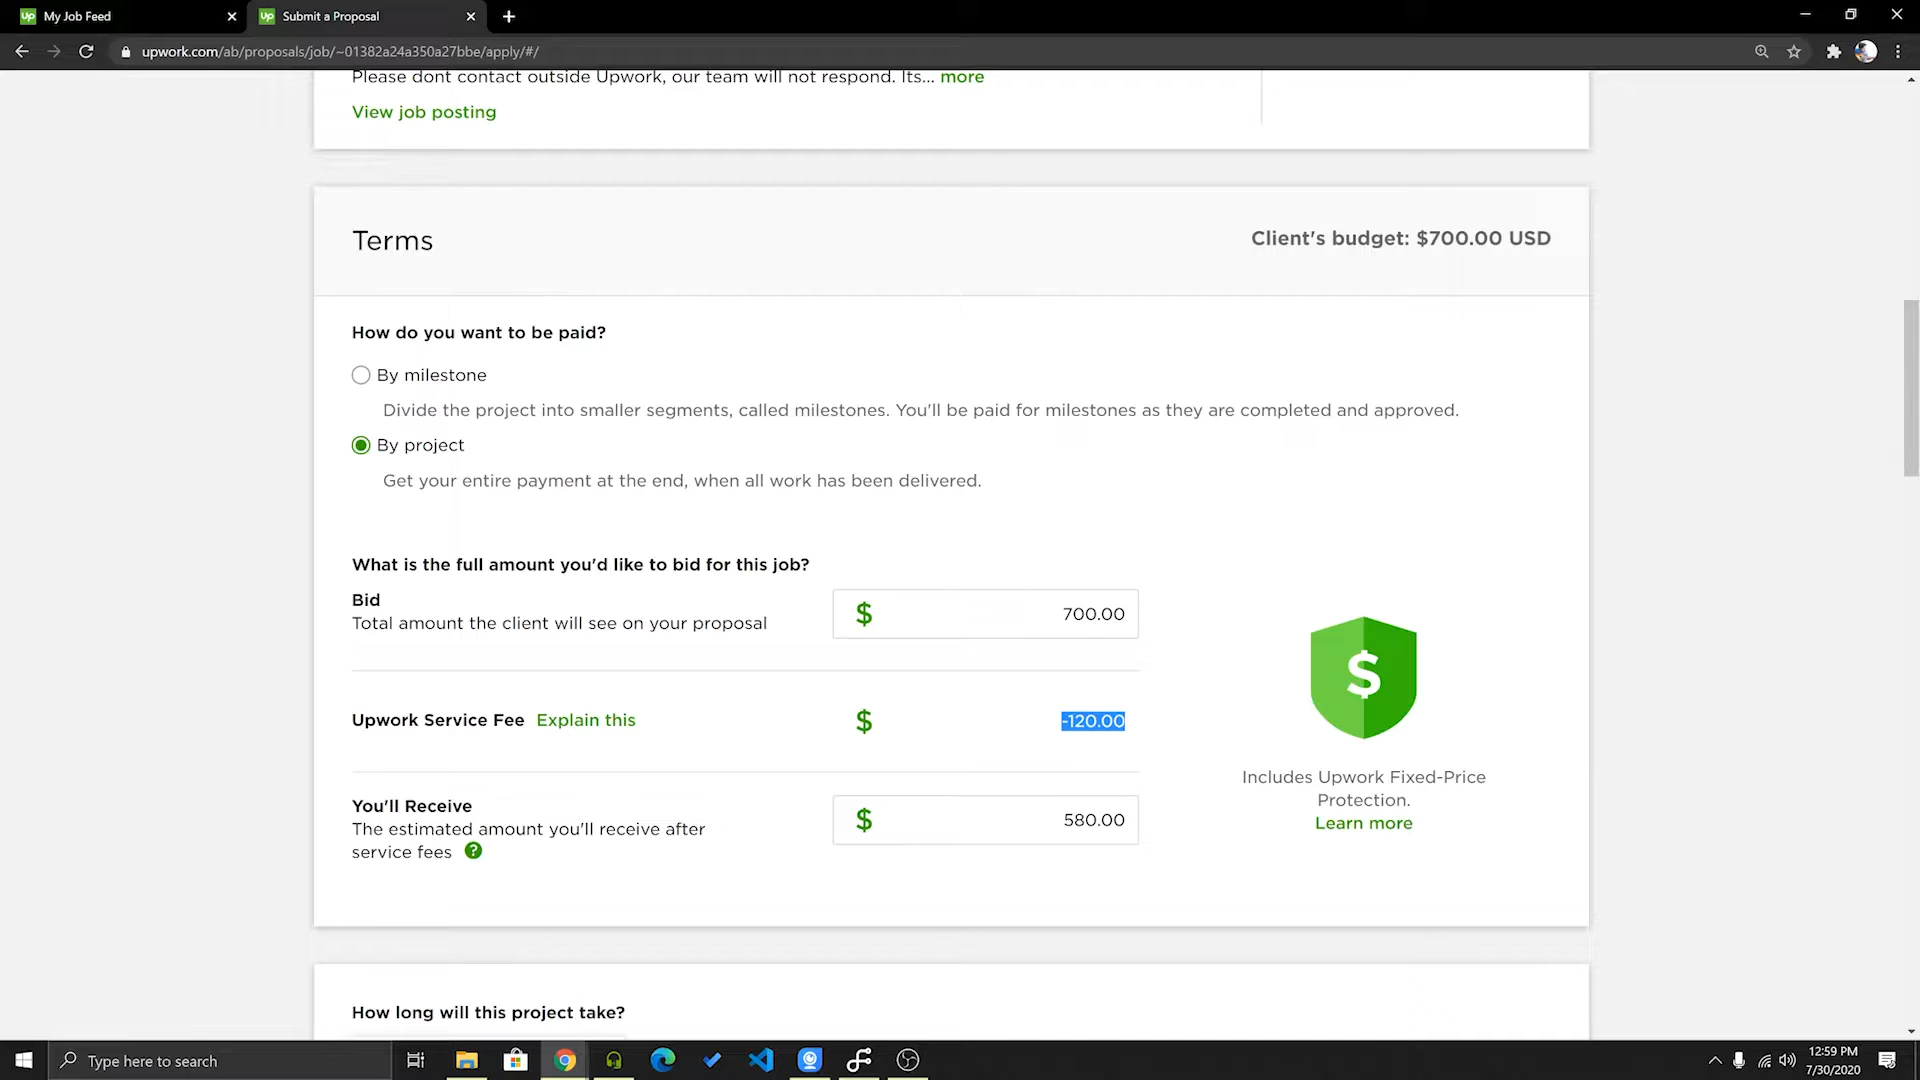 My Job Feed
Submit a Proposal
upwork.com/ab/proposals/job/~01382a24a350a27bbe/apply/#/
Please dont contact outside Upwork, our team will not respond. Its... more
View job posting
Terms
Client's budget: $700.00 USD
How do you want to be paid?
By milestone
Divide the project into smaller segments, called milestones. You'll be paid for milestones as they are completed and approved.
By project
Get your entire payment at the end, when all work has been delivered.
What is the full amount you'd like to bid for this job?
Bid
Total amount the client will see on your proposal
$ 700.00
Upwork Service Fee Explain this
$ -120.00
You'll Receive
The estimated amount you'll receive after
service fees ?
$ 580.00
$
Includes Upwork Fixed-Price
Protection.
Learn more
How long will this project take?
Type here to search
12:59 PM
7/30/2020